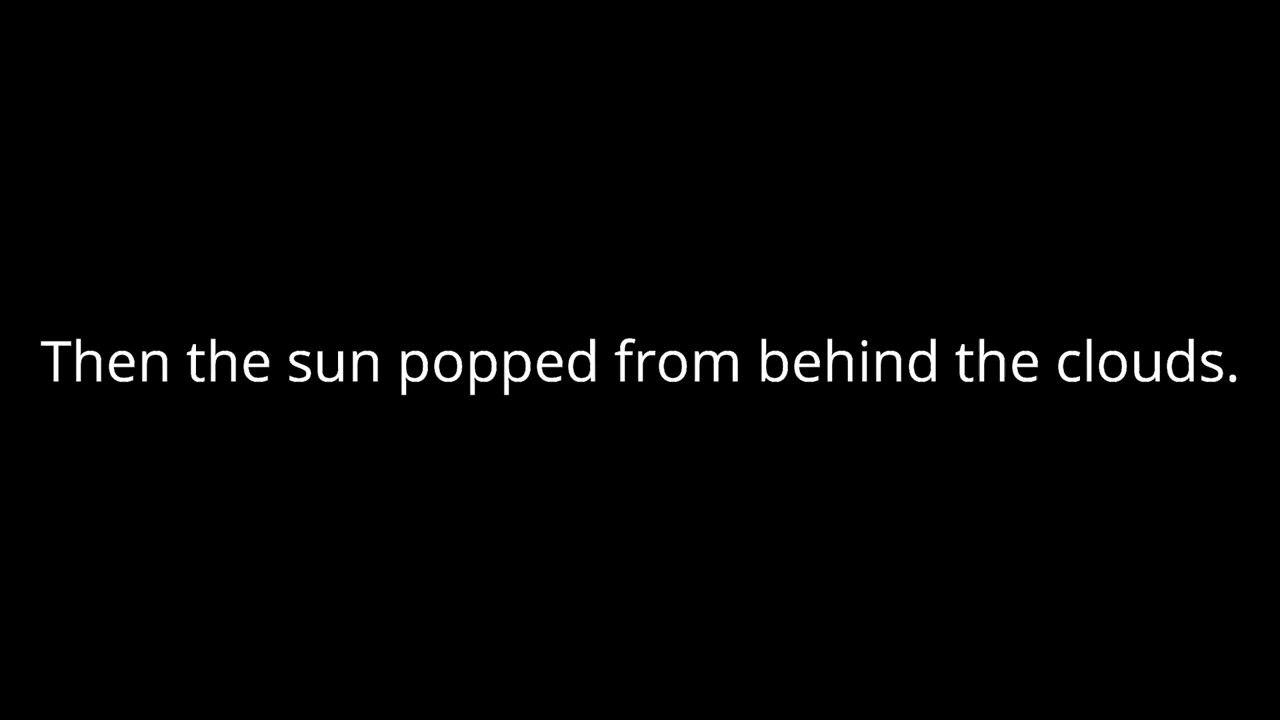 Then the sun popped from behind the clouds.